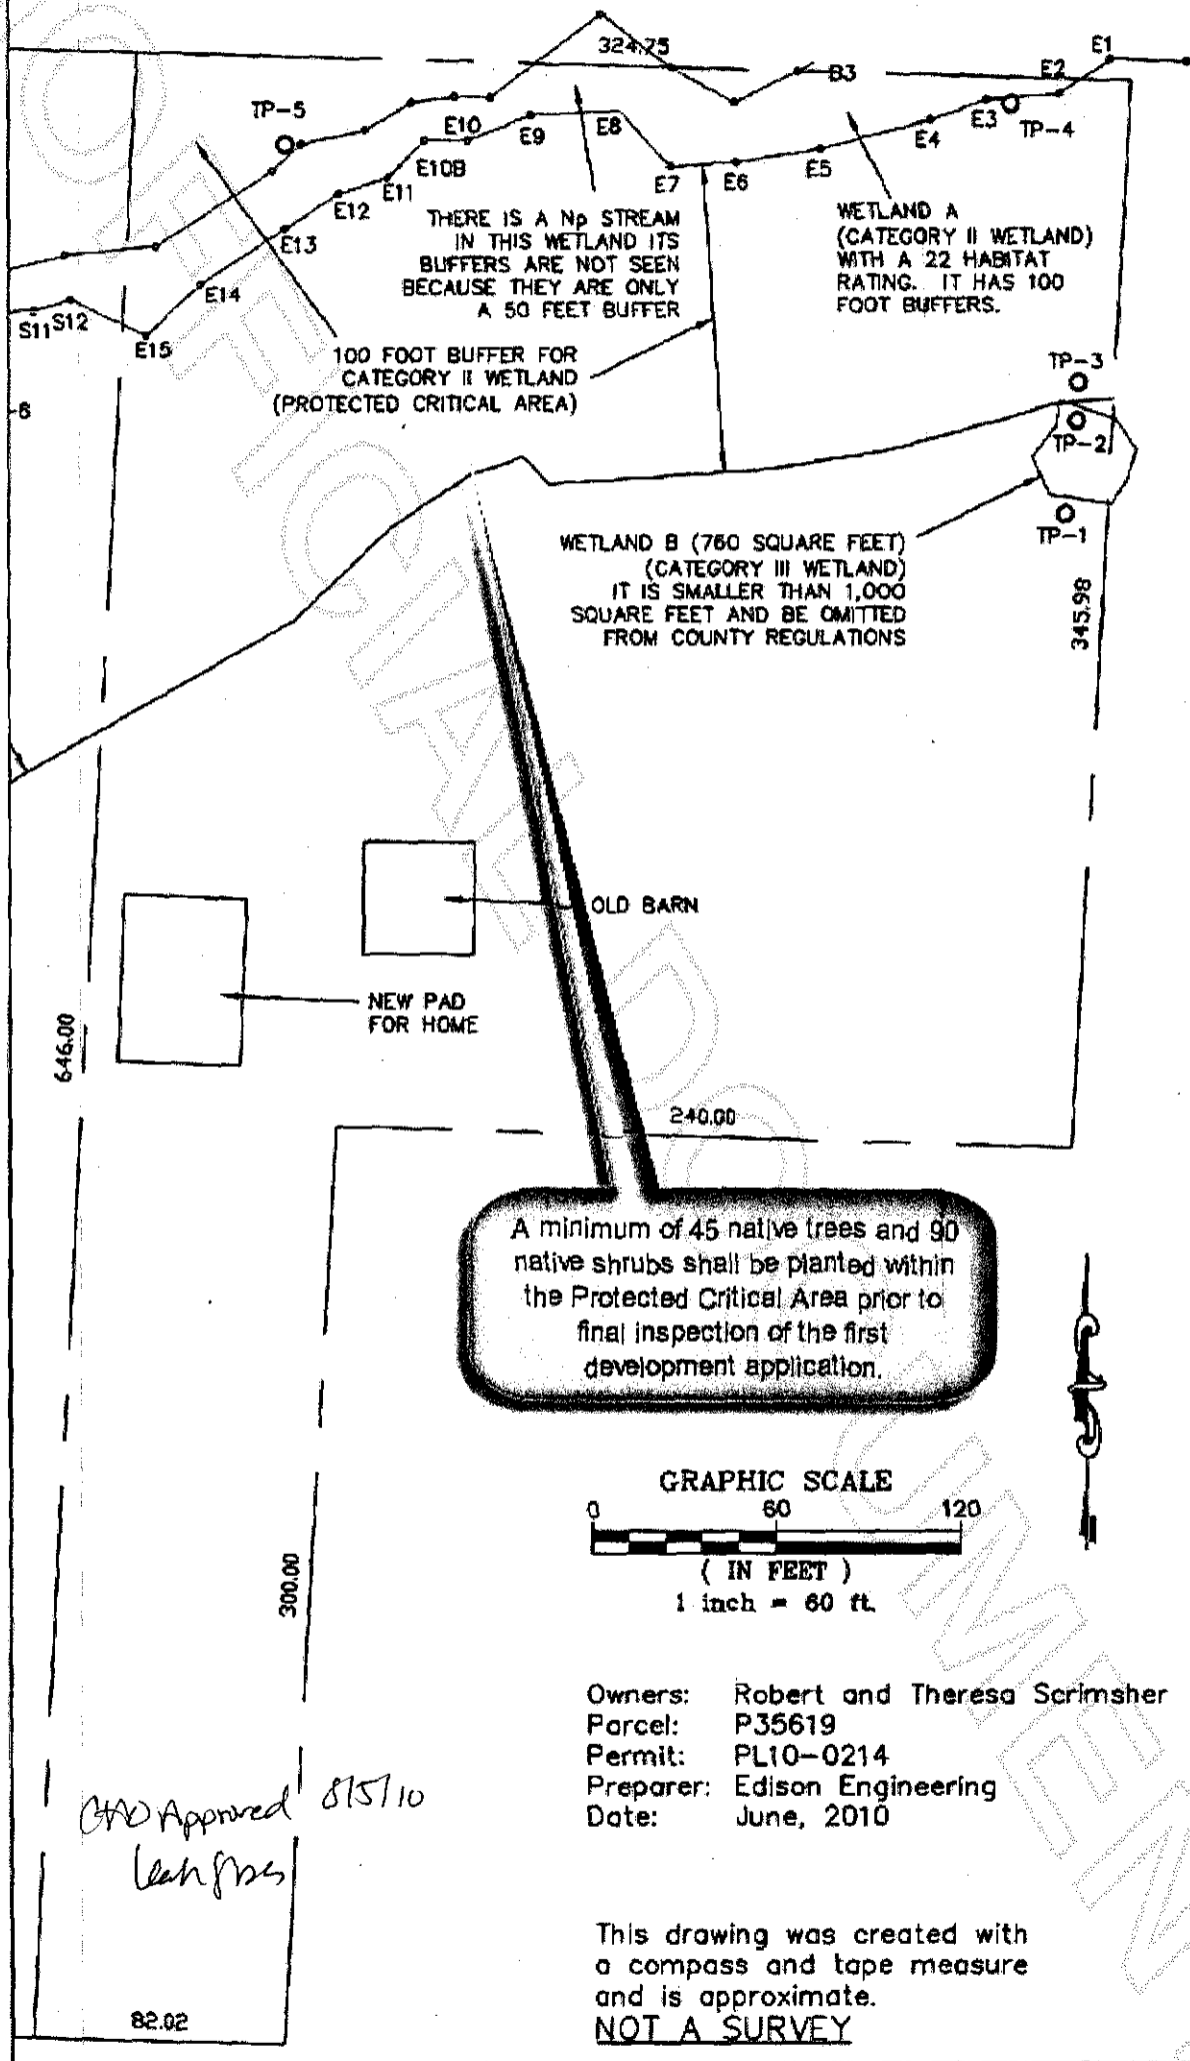 324.75
E1
B3
E2
TP-5
E10
E9
E8
E3
TP-4
E4
E10B
E7
E6
E5
E11
E12
THERE IS A Np STREAM
IN THIS WETLAND ITS
BUFFERS ARE NOT SEEN
BECAUSE THEY ARE ONLY
A 50 FEET BUFFER
WETLAND A
(CATEGORY II WETLAND)
WITH A 22 HABITAT
RATING. IT HAS 100
FOOT BUFFERS.
E13
E14
S11
S12
E15
100 FOOT BUFFER FOR
CATEGORY II WETLAND
(PROTECTED CRITICAL AREA)
TP-3
-6
TP-2
TP-1
WETLAND B (760 SQUARE FEET)
(CATEGORY III WETLAND)
IT IS SMALLER THAN 1,000
SQUARE FEET AND BE OMITTED
FROM COUNTY REGULATIONS
345.98
OLD BARN
NEW PAD
FOR HOME
646.00
240.00
A minimum of 45 native trees and 90
native shrubs shall be planted within
the Protected Critical Area prior to
final inspection of the first
development application.
GRAPHIC SCALE
0 60 120
( IN FEET )
1 inch = 60 ft.
300.00
Owners: Robert and Theresa Scrimsher
Parcel: P35619
Permit: PL10-0214
Preparer: Edison Engineering
Date: June, 2010
CAO Approved 8/5/10
This drawing was created with
a compass and tape measure
and is approximate.
NOT A SURVEY
82.02
UNOFFICIAL DOCUMENT